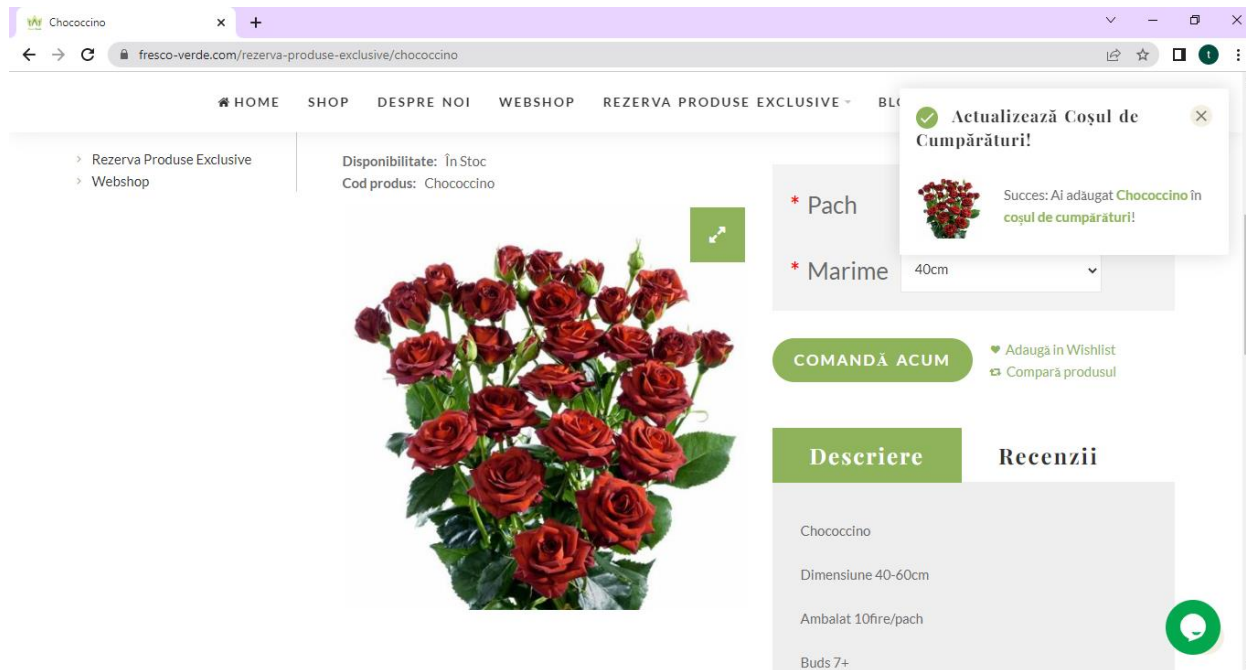 Chococcino
fresco-verde.com/rezerva-produse-exclusive/chococcino
t
HOME SHOP DESPRE NOI WEBSHOP REZERVA PRODUSE EXCLUSIVE
Actualizează Coșul de
Cumpărături!
Succes: Ai adăugat Chococcino în
coșul de cumpărături!
Rezerva Produse Exclusive
Webshop
Disponibilitate: În Stoc
Cod produs: Chococcino
* Pach
* Marime 40cm
COMANDĂ ACUM
Adaugă in Wishlist
Compară produsul
Descriere Recenzii
Chococcino
Dimensiune 40-60cm
Ambalat 10fire/pach
Buds 7+